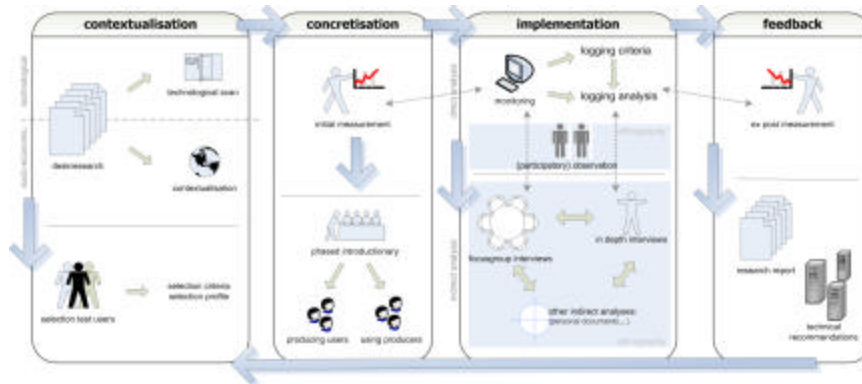 contextualisation
technological scan
deskresearch
contextualisation
selection test users
selection criteria
selection profile
concretisation
initial measurement
phased introductionary
producing users
using producers
implementation
logging criteria
monitoring
logging analysis
(participatory) observation
focusgroup interviews
in depth interviews
other indirect analyses
(personal documents,...)
feedback
ex post measurement
research report
technical
recommendations